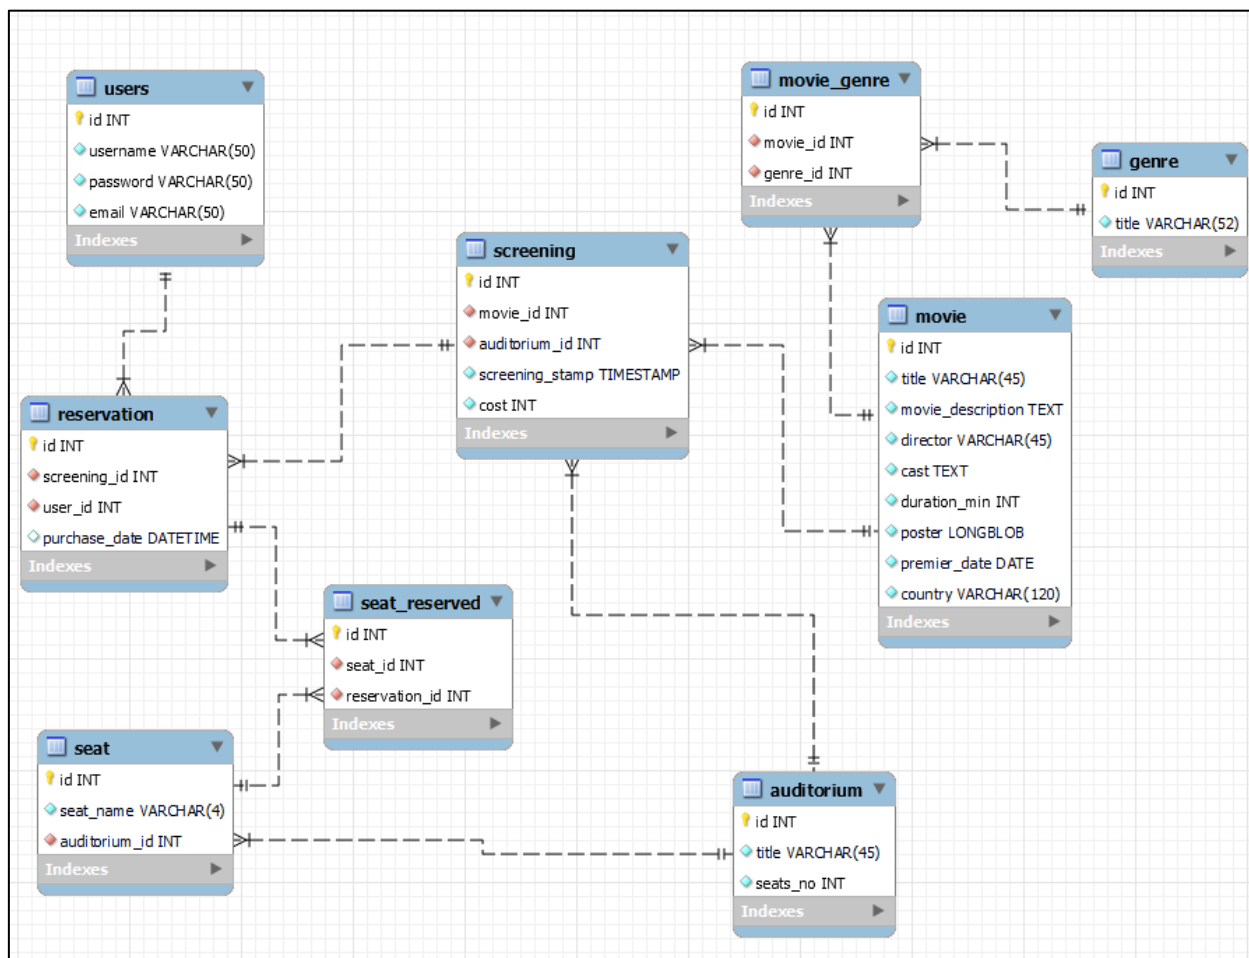 users
id INT
username VARCHAR(50)
password VARCHAR(50)
email VARCHAR(50)
Indexes
movie_genre
id INT
movie_id INT
genre_id INT
Indexes
genre
id INT
title VARCHAR(52)
Indexes
screening
id INT
movie_id INT
auditorium_id INT
screening_stamp TIMESTAMP
cost INT
Indexes
movie
id INT
title VARCHAR(45)
movie_description TEXT
director VARCHAR(45)
cast TEXT
duration_min INT
poster LONGBLOB
premier_date DATE
country VARCHAR(120)
Indexes
reservation
id INT
screening_id INT
user_id INT
purchase_date DATETIME
Indexes
seat_reserved
id INT
seat_id INT
reservation_id INT
Indexes
seat
id INT
seat_name VARCHAR(4)
auditorium_id INT
Indexes
auditorium
id INT
title VARCHAR(45)
seats_no INT
Indexes